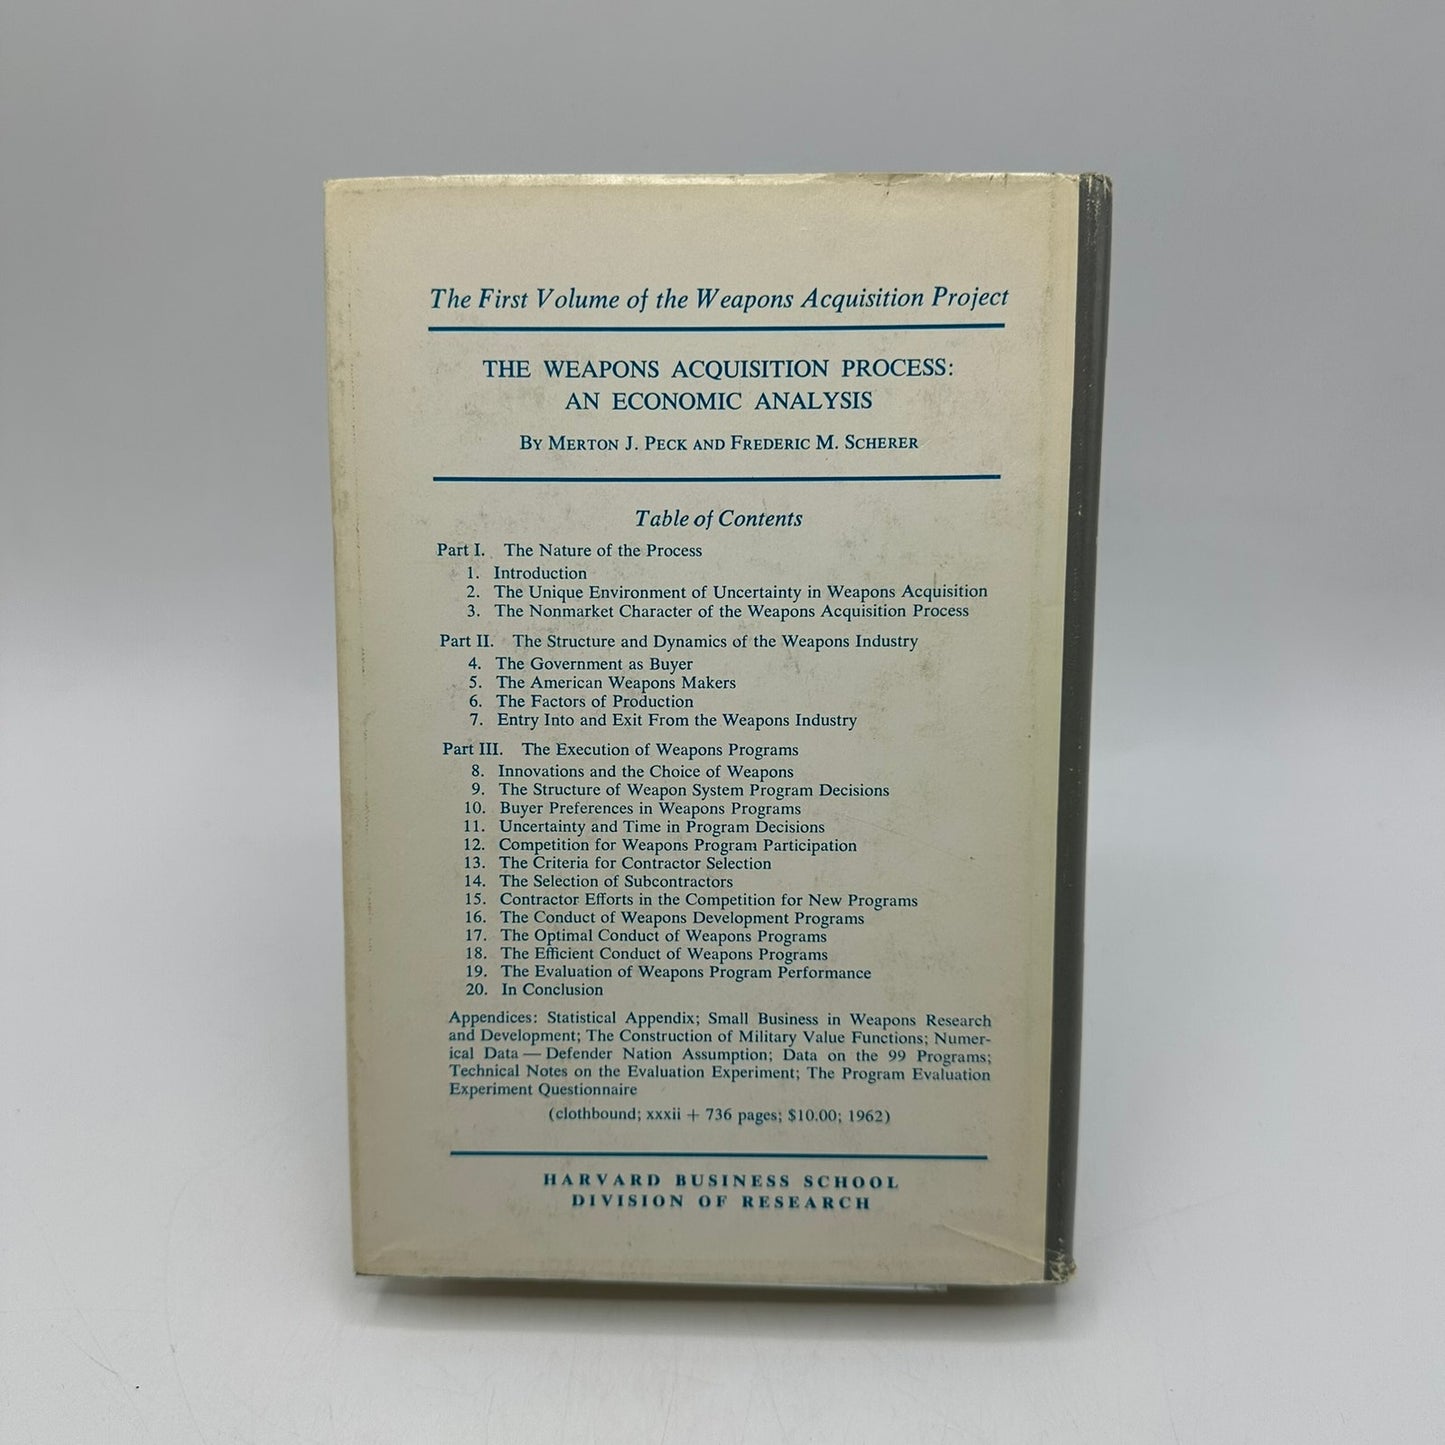 The First Volume of the Weapons Acquisition Project
THE WEAPONS ACQUISITION PROCESS:
AN ECONOMIC ANALYSIS
By Merton J. Peck and Frederic M. Scherer
Table of Contents
Part I. The Nature of the Process
1. Introduction
2. The Unique Environment of Uncertainty in Weapons Acquisition
3. The Nonmarket Character of the Weapons Acquisition Process
Part II. The Structure and Dynamics of the Weapons Industry
4. The Government as Buyer
5. The American Weapons Makers
6. The Factors of Production
7. Entry Into and Exit From the Weapons Industry
Part III. The Execution of Weapons Programs
8. Innovations and the Choice of Weapons
9. The Structure of Weapon System Program Decisions
10. Buyer Preferences in Weapons Programs
11. Uncertainty and Time in Program Decisions
12. Competition for Weapons Program Participation
13. The Criteria for Contractor Selection
14. The Selection of Subcontractors
15. Contractor Efforts in the Competition for New Programs
16. The Conduct of Weapons Development Programs
17. The Optimal Conduct of Weapons Programs
18. The Efficient Conduct of Weapons Programs
19. The Evaluation of Weapons Program Performance
20. In Conclusion
Appendices: Statistical Appendix; Small Business in Weapons Research
and Development; The Construction of Military Value Functions; Numer-
ical Data — Defender Nation Assumption; Data on the 99 Programs;
Technical Notes on the Evaluation Experiment; The Program Evaluation
Experiment Questionnaire
(clothbound; xxxii + 736 pages; $10.00; 1962)
HARVARD BUSINESS SCHOOL
DIVISION OF RESEARCH